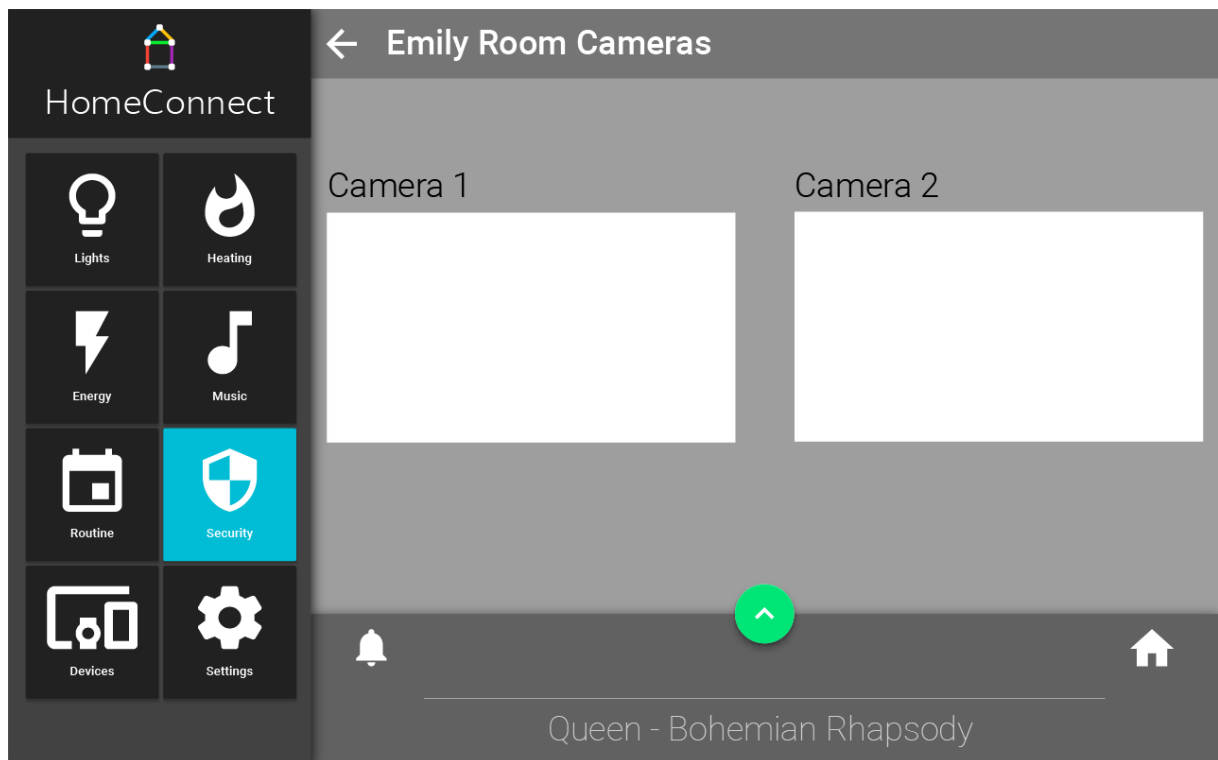 HomeConnect
Lights
Heating
Energy
Music
Routine
Security
Devices
Settings
Emily Room Cameras
Camera 1
Camera 2
Queen - Bohemian Rhapsody